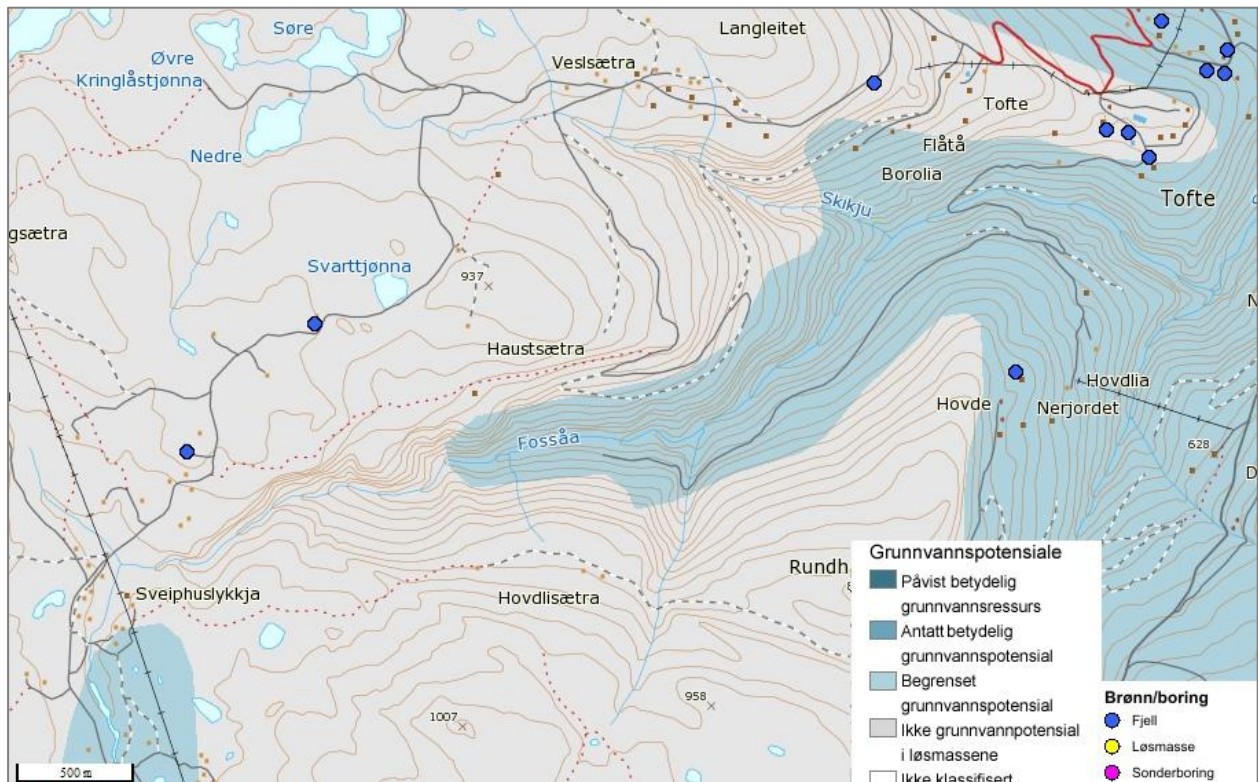 Langleitet
Søre
Øvre
Kringlåstjønna
Veslsætra
Tofte
Nedre
Flåtå
Borolia
Tofte
Skikju
gsætra
Svarttjønna
937
N
Haustsætra
Hovdlia
Hovde
Nerjordet
Fossåa
628
D
Sveiphuslykkja
Hovdlisætra
Rundh
8
958
1007
500 m
Grunnvannspotensiale
Påvist betydelig
grunnvannsressurs
Antatt betydelig
grunnvannspotensial
Begrenset
grunnvannspotensial
Ikke grunnvannpotensial
i løsmassene
Ikke klassifisert
Brønn/boring
Fjell
Løsmasse
Sonderboring